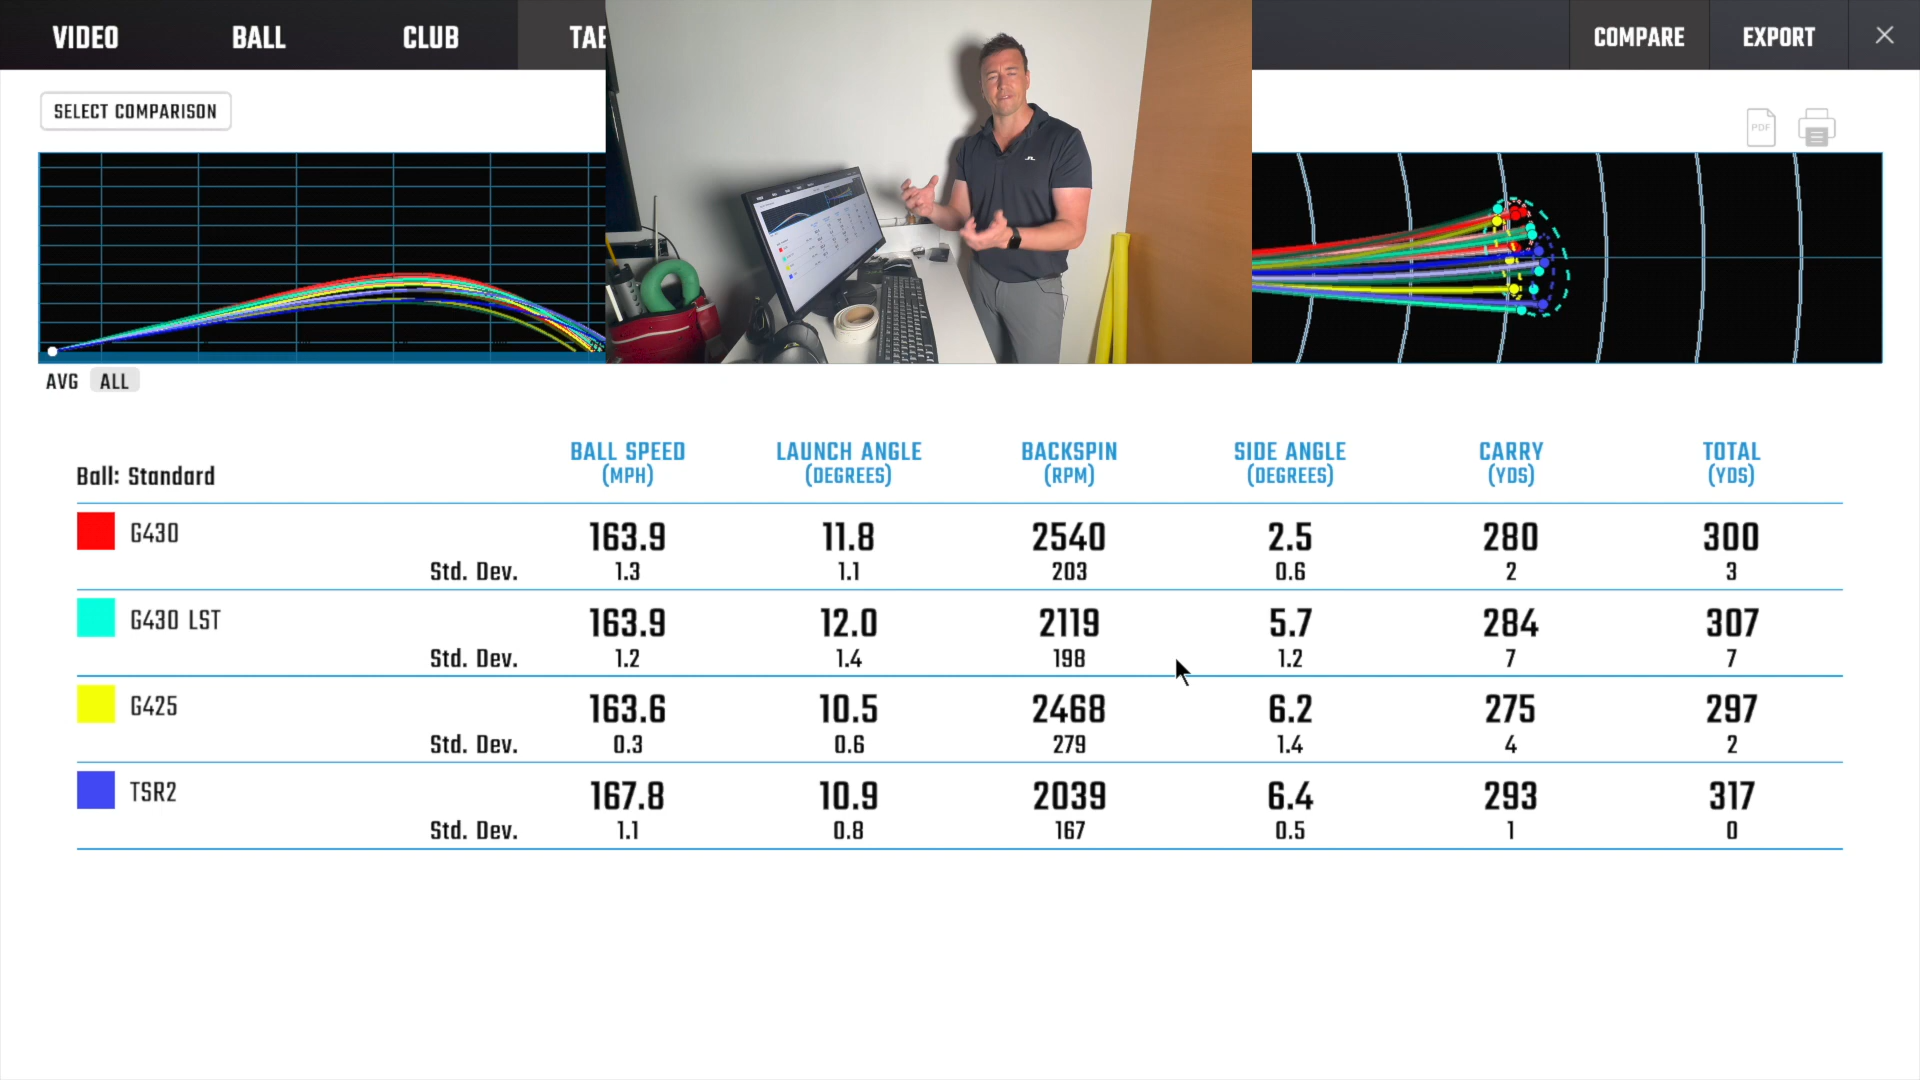 VIDEO BALL CLUB TAB COMPARE EXPORT
SELECT COMPARISON
PDF
AVG ALL
BALL SPEED LAUNCH ANGLE BACKSPIN SIDE ANGLE CARRY TOTAL
Ball: Standard (MPH) (DEGREES) (RPM) (DEGREES) (YDS) (YDS)
G430 163.9 11.8 2540 2.5 280 300
Std. Dev. 1.3 1.1 203 0.6 2 3
G430 LST 163.9 12.0 2119 5.7 284 307
Std. Dev. 1.2 1.4 198 1.2 7 7
G425 163.6 10.5 2468 6.2 275 297
Std. Dev. 0.3 0.6 279 1.4 4 2
TSR2 167.8 10.9 2039 6.4 293 317
Std. Dev. 1.1 0.8 167 0.5 1 0